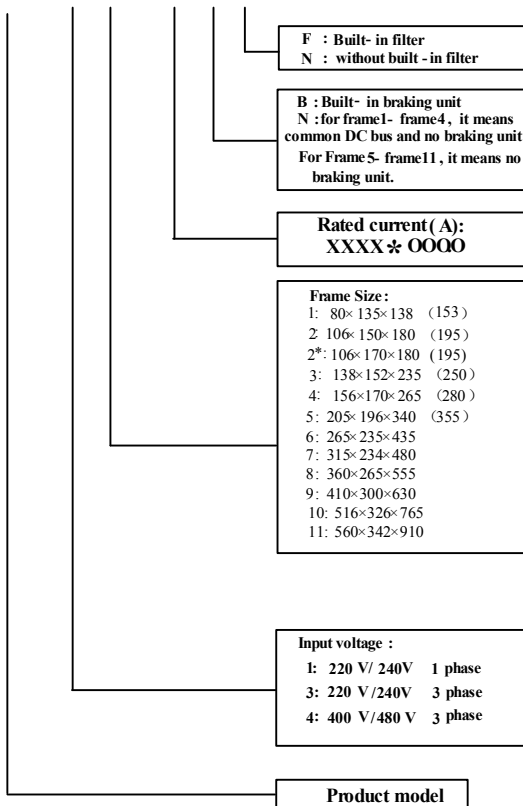 F : Built- in filter
N : without built - in filter
B : Built- in braking unit
N : for frame1- frame4 , it means
common DC bus and no braking unit
For Frame5- frame11 , it means no
braking unit.
Rated current( A):
XXXX * OOO.O
Frame Size :
1: 80×135×138 (153)
2: 106×150×180 (195)
2*: 106×170×180 (195)
3: 138×152×235 (250)
4: 156×170×265 (280)
5: 205×196×340 (355)
6: 265×235×435
7: 315×234×480
8: 360×265×555
9: 410×300×630
10: 516×326×765
11: 560×342×910
Input voltage :
1: 220 V/ 240V 1 phase
3: 220 V/240V 3 phase
4: 400 V/480 V 3 phase
Product model